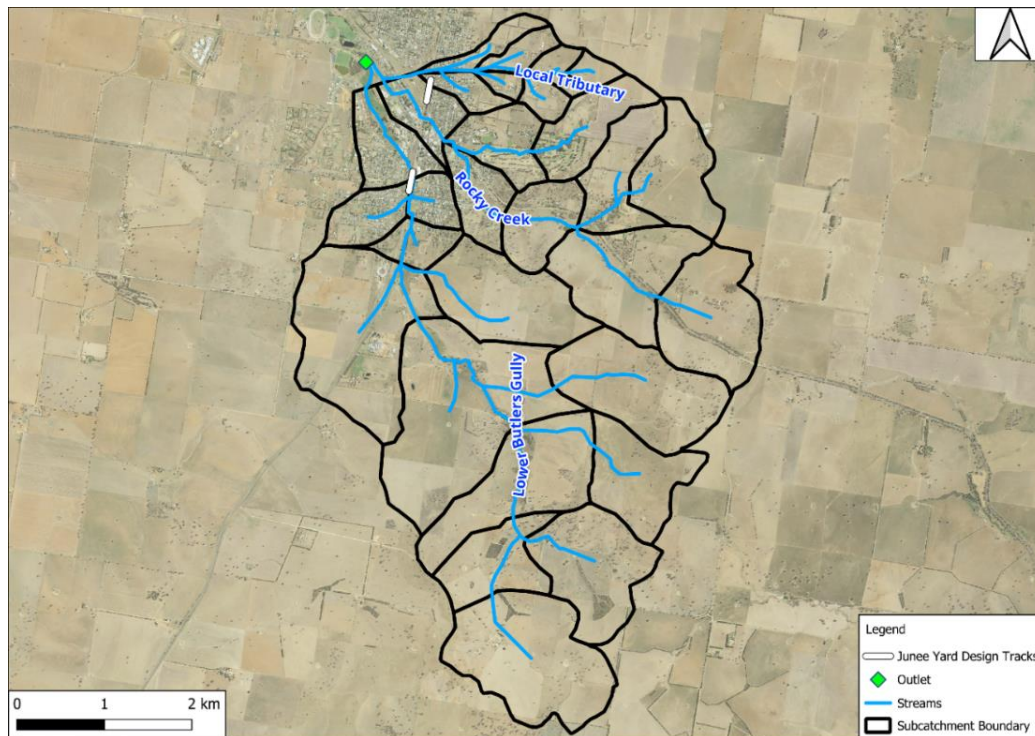 Local Tributary
Rocky Creek
Lower Butlers Gully
Legend
Junee Yard Design Tracks
Outlet
Streams
Subcatchment Boundary
0 1 2 km